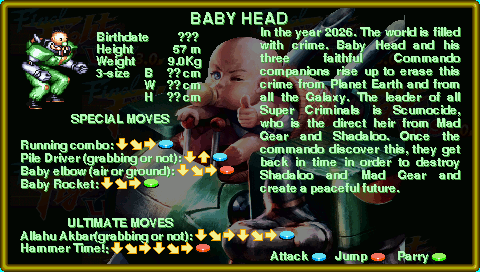 BABY HEAD
Birthdate ???
Height 57 m
Weight 9.0Kg
3-size B ??cm
W ??cm
H ??cm
SPECIAL MOVES
Running combo:
Pile Driver (grabbing or not):
Baby elbow (air or ground):
Baby Rocket:
ULTIMATE MOVES
Allahu Akbar(grabbing or not):
Hammer Time!:
In the year 2026. The world is filled
with crime. Baby Head and his
three faithful Commando
companions rise up to erase this
crime from Planet Earth and from
all the Galaxy. The leader of all
Super Criminals is Scumocide,
who is the direct heir from Mad
Gear and Shadaloo. Once the
commando discover this, they get
back in time in order to destroy
Shadaloo and Mad Gear and
create a peaceful future.
Attack Jump Parry